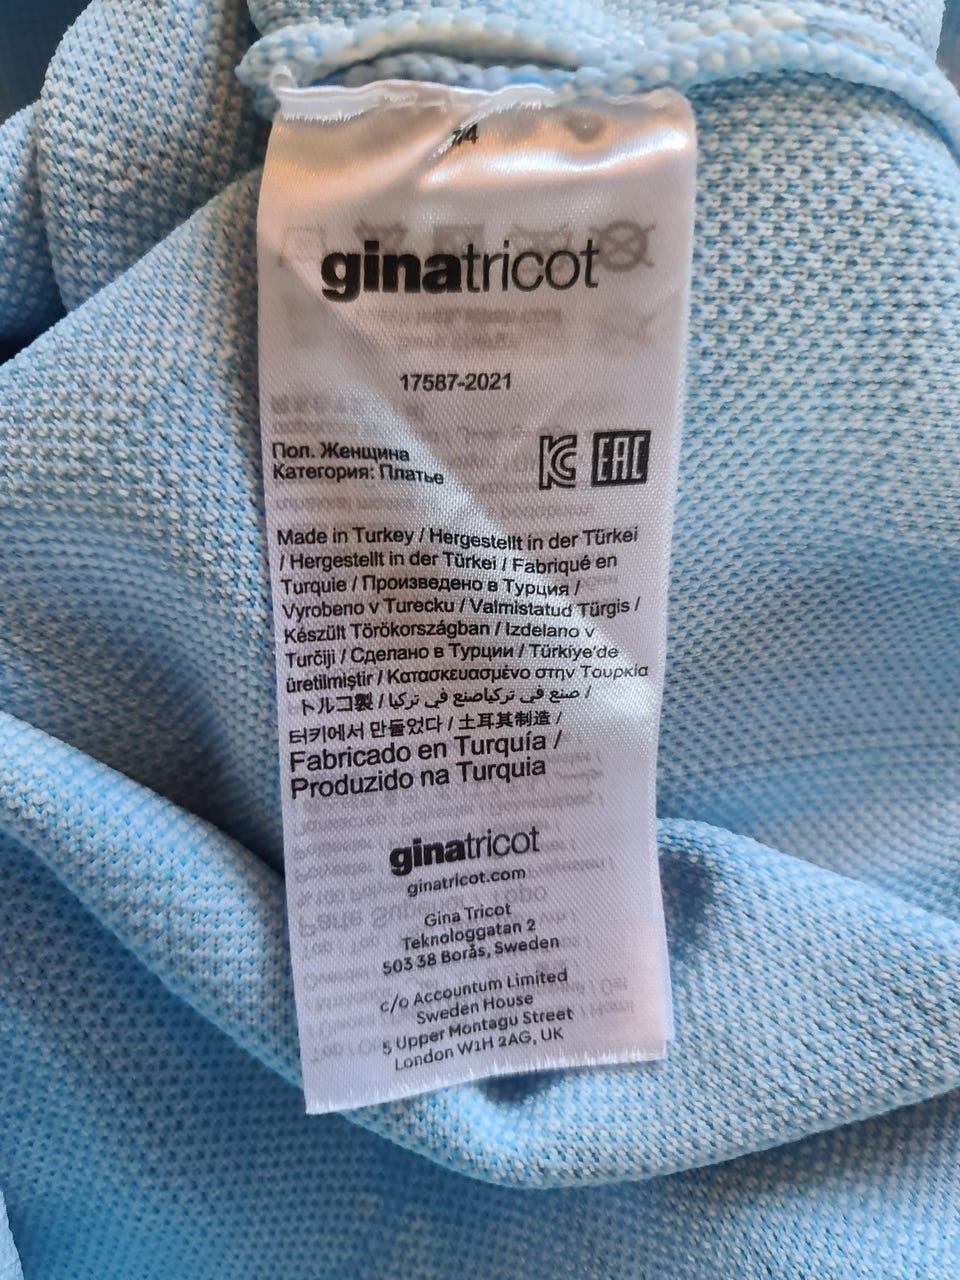 /4
ginatricot
17587-2021
Пол. Женщина
Категория: Платье
EAC
Made in Turkey / Hergestellt in der Türkei
/ Hergestellt in der Türkei / Fabriqué en
Turquie / Произведено в Турция /
Vyrobeno v Turecku / Valmistatud Türgis /
Készült Törökországban / Izdelano v
Turčiji / Сделано в Турции / Türkiye'de
üretilmiştir / Κατασκευασμένο στην Τουρκία
トルコ製 / صنع في تركياصنع في تركيا /
터키에서 만들었다 / 土耳其制造 /
Fabricado en Turquía /
Produzido na Turquia
ginatricot
ginatricot.com
Gina Tricot
Teknologgatan 2
503 38 Borås, Sweden
c/o Accountum Limited
Sweden House
5 Upper Montagu Street
London W1H 2AG, UK